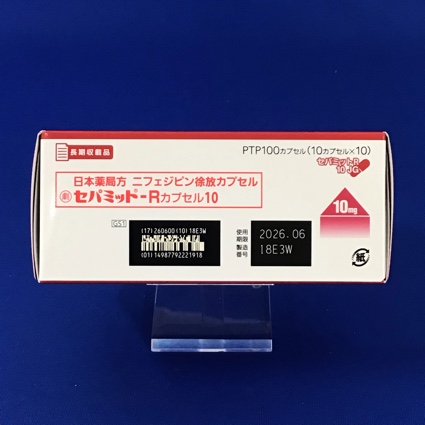 長期収載品
PTP100カプセル(10カプセル×10)
セパミットR
10 JG
日本薬局方 ニフェジピン徐放カプセル
劇 セパミット-Rカプセル10
10mg
GS1
(17)260600(10)18E3W
(01)14987792221918
使用
期限
2026.06
製造
番号
18E3W
紙